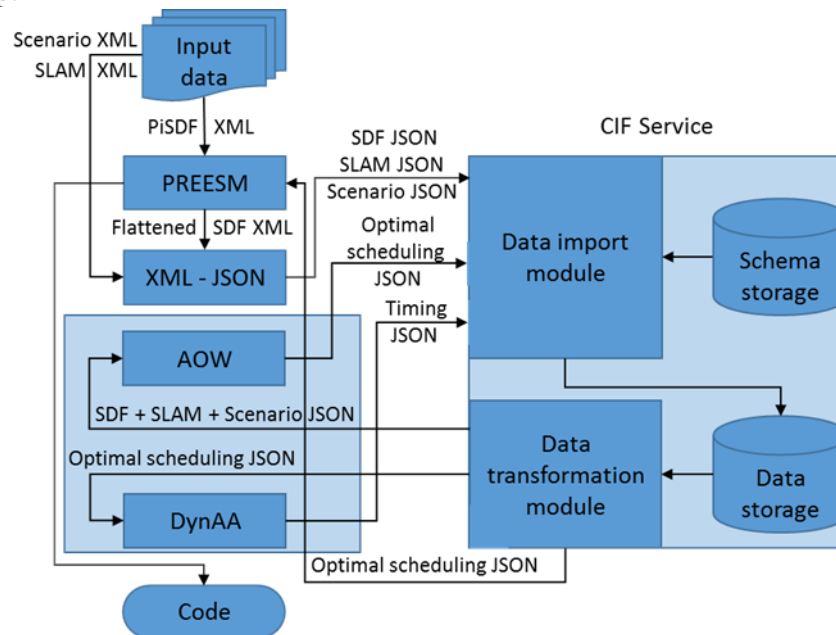 Scenario XML
SLAM XML
Input
data
PiSDF XML
CIF Service
PREESM
SDF JSON
SLAM JSON
Scenario JSON
Flattened SDF XML
XML - JSON
Optimal
scheduling
JSON
Data import
module
Schema
storage
Timing
JSON
AOW
SDF + SLAM + Scenario JSON
Optimal scheduling JSON
Data
transformation
module
Data
storage
DynAA
Optimal scheduling JSON
Code